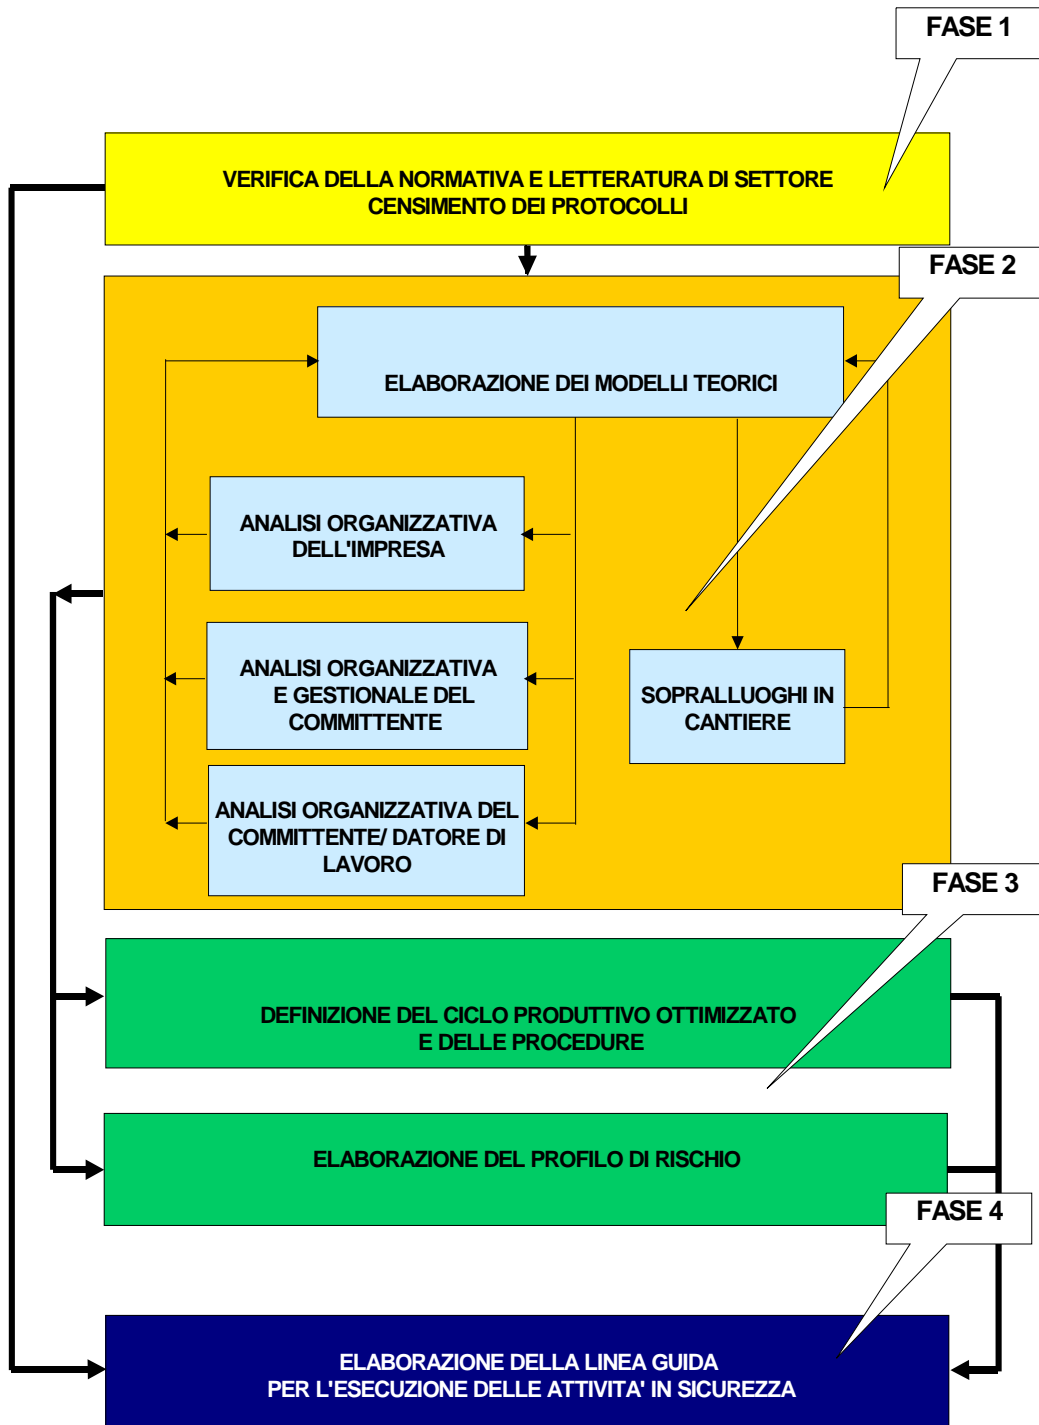 FASE 1
VERIFICA DELLA NORMATIVA E LETTERATURA DI SETTORE
CENSIMENTO DEI PROTOCOLLI
FASE 2
ELABORAZIONE DEI MODELLI TEORICI
ANALISI ORGANIZZATIVA
DELL'IMPRESA
ANALISI ORGANIZZATIVA
E GESTIONALE DEL
COMMITTENTE
SOPRALLUOGHI IN
CANTIERE
ANALISI ORGANIZZATIVA DEL
COMMITTENTE/ DATORE DI
LAVORO
FASE 3
DEFINIZIONE DEL CICLO PRODUTTIVO OTTIMIZZATO
E DELLE PROCEDURE
ELABORAZIONE DEL PROFILO DI RISCHIO
FASE 4
ELABORAZIONE DELLA LINEA GUIDA
PER L'ESECUZIONE DELLE ATTIVITA' IN SICUREZZA